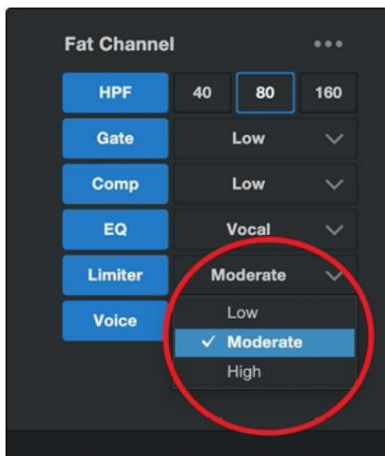 Fat Channel
HPF 40 80 160
Gate Low
Comp Low
EQ Vocal
Limiter Moderate
Voice
Low
Moderate
High